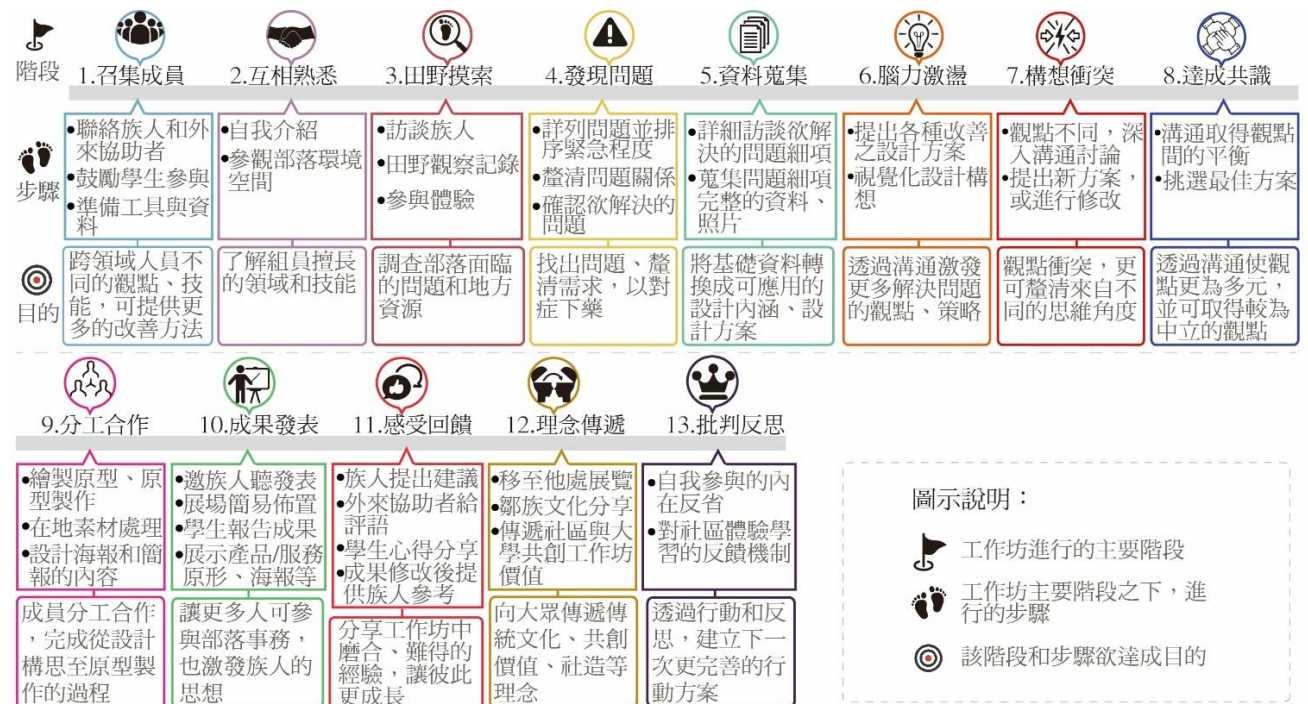 階段
1.召集成員
2.互相熟悉
3.田野摸索
4.發現問題
5.資料蒐集
6.腦力激盪
7.構想衝突
8.達成共識
步驟
•聯絡族人和外
來協助者
•鼓勵學生參與
•準備工具與資
料
•自我介紹
•參觀部落環境
空間
•訪談族人
•田野觀察記錄
•參與體驗
•詳列問題並排
序緊急程度
•釐清問題關係
•確認欲解決的
問題
•詳細訪談欲解
決的問題細項
•蒐集問題細項
完整的資料、
照片
•提出各種改善
之設計方案
•視覺化設計構
想
•觀點不同，深
入溝通討論
•提出新方案，
或進行修改
•溝通取得觀點
間的平衡
•挑選最佳方案
目的
跨領域人員不
同的觀點、技
能，可提供更
多的改善方法
了解組員擅長
的領域和技能
調查部落面臨
的問題和地方
資源
找出問題、釐
清需求，以對
症下藥
將基礎資料轉
換成可應用的
設計內涵、設
計方案
透過溝通激發
更多解決問題
的觀點、策略
觀點衝突，更
可釐清來自不
同的思維角度
透過溝通使觀
點更為多元，
並可取得較為
中立的觀點
9.分工合作
10.成果發表
11.感受回饋
12.理念傳遞
13.批判反思
•繪製原型、原
型製作
•在地素材處理
•設計海報和簡
報的內容
•邀族人聽發表
•展場簡易佈置
•學生報告成果
•展示產品/服務
原形、海報等
•族人提出建議
•外來協助者給
評語
•學生心得分享
•成果修改後提
供族人參考
•移至他處展覽
•鄒族文化分享
•傳遞社區與大
學共創工作坊
價值
•自我參與的內
在反省
•對社區體驗學
習的反饋機制
成員分工合作
，完成從設計
構思至原型製
作的過程
讓更多人可參
與部落事務，
也激發族人的
思想
分享工作坊中
磨合、難得的
經驗，讓彼此
更成長
向大眾傳遞傳
統文化、共創
價值、社造等
理念
透過行動和反
思，建立下一
次更完善的行
動方案
圖示說明：
工作坊進行的主要階段
工作坊主要階段之下，進
行的步驟
該階段和步驟欲達成目的